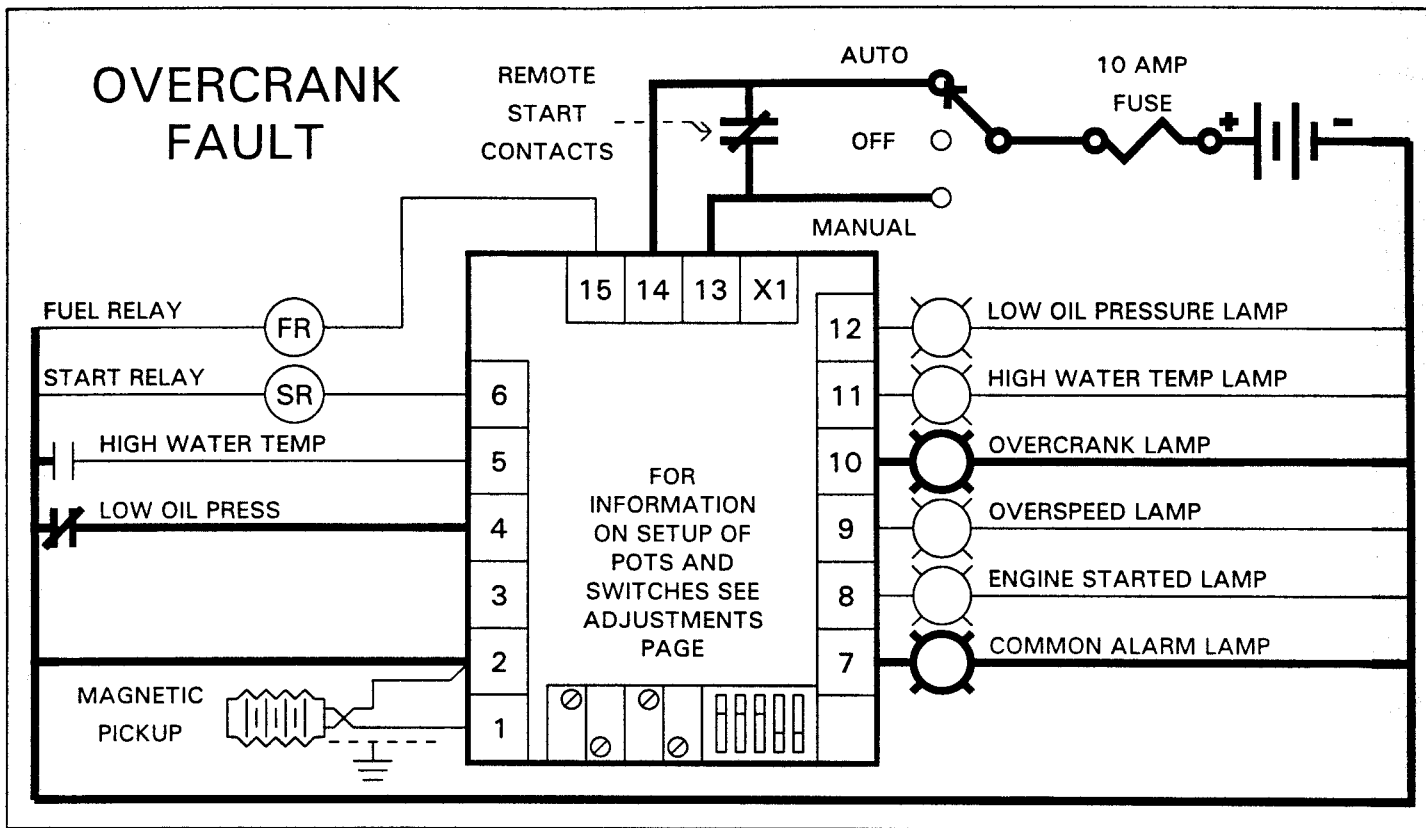 OVERCRANK
FAULT
REMOTE
START
CONTACTS
AUTO
OFF
MANUAL
10 AMP
FUSE
+
-
15 14 13 X1
FUEL RELAY
FR
START RELAY
SR
HIGH WATER TEMP
LOW OIL PRESS
6
5
4
3
2
1
MAGNETIC
PICKUP
FOR
INFORMATION
ON SETUP OF
POTS AND
SWITCHES SEE
ADJUSTMENTS
PAGE
12
11
10
9
8
7
LOW OIL PRESSURE LAMP
HIGH WATER TEMP LAMP
OVERCRANK LAMP
OVERSPEED LAMP
ENGINE STARTED LAMP
COMMON ALARM LAMP